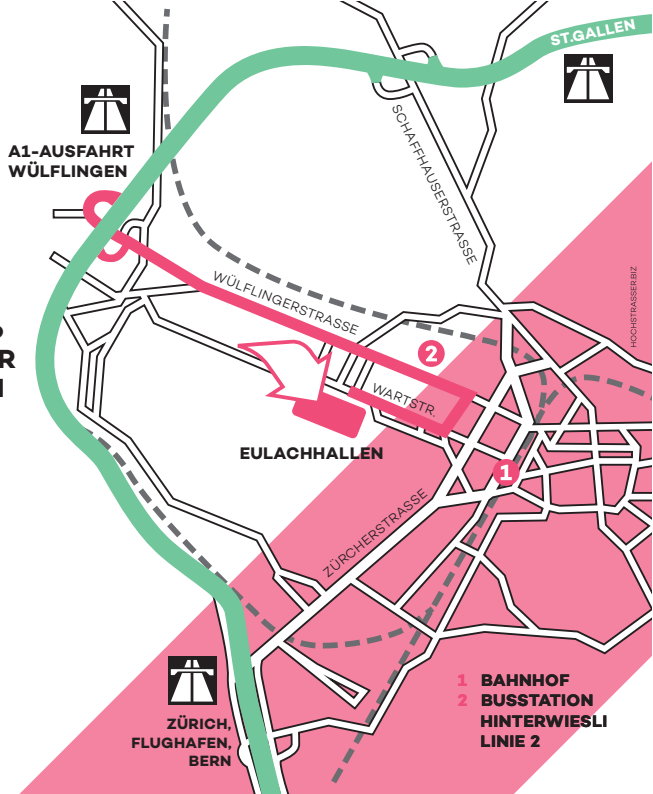 ST.GALLEN
A1-AUSFAHRT
WÜLFLINGEN
SCHAFFHAUSERSTRASSE
HOCHSTRASSER.BIZ
WÜLFLINGERSTRASSE
R
2
WARTSTR.
EULACHHALLEN
1
ZÜRCHERSTRASSE
1 BAHNHOF
2 BUSSTATION
HINTERWIESLI
LINIE 2
ZÜRICH,
FLUGHAFEN,
BERN